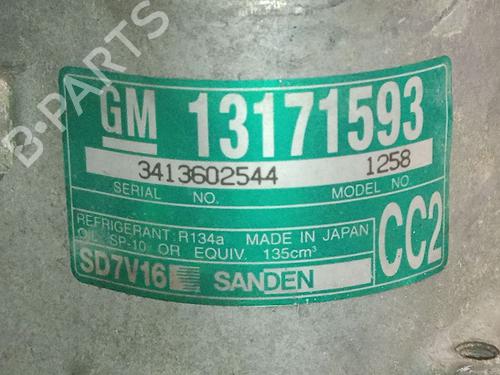 B-PARTS
GM 13171593
3413602544 1258
SERIAL NO. MODEL NO.
REFRIGERANT:R134a MADE IN JAPAN
OIL SP-10 OR EQUIV. 135cm³
SD7V16 SANDEN
CC2